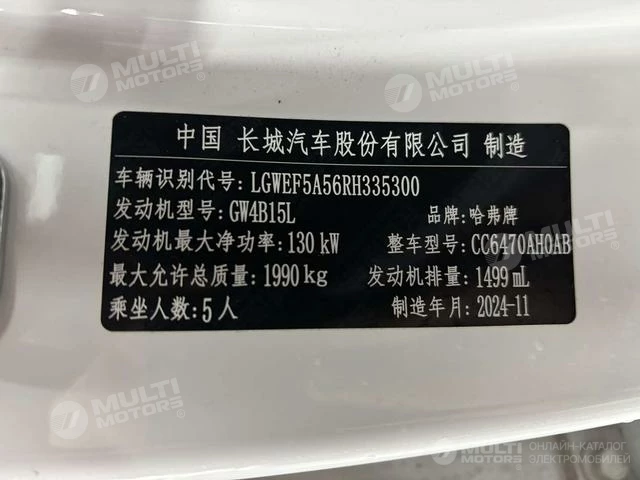 MULTI MOTORS
MULTI MOTORS
MULTI MOTORS
中国 长城汽车股份有限公司 制造
车辆识别代号: LGWEF5A56RH335300
发动机型号: GW4B15L 品牌: 哈弗牌
发动机最大净功率: 130 kW 整车型号: CC6470AH0AB
最大允许总质量: 1990 kg 发动机排量: 1499 mL
乘坐人数: 5 人 制造年月: 2024-11
MULTI MOTORS
MULTI MOTORS
MULTI MOTORS
ОНЛАЙН-КАТАЛОГ
ЭЛЕКТРОМОБИЛЕЙ